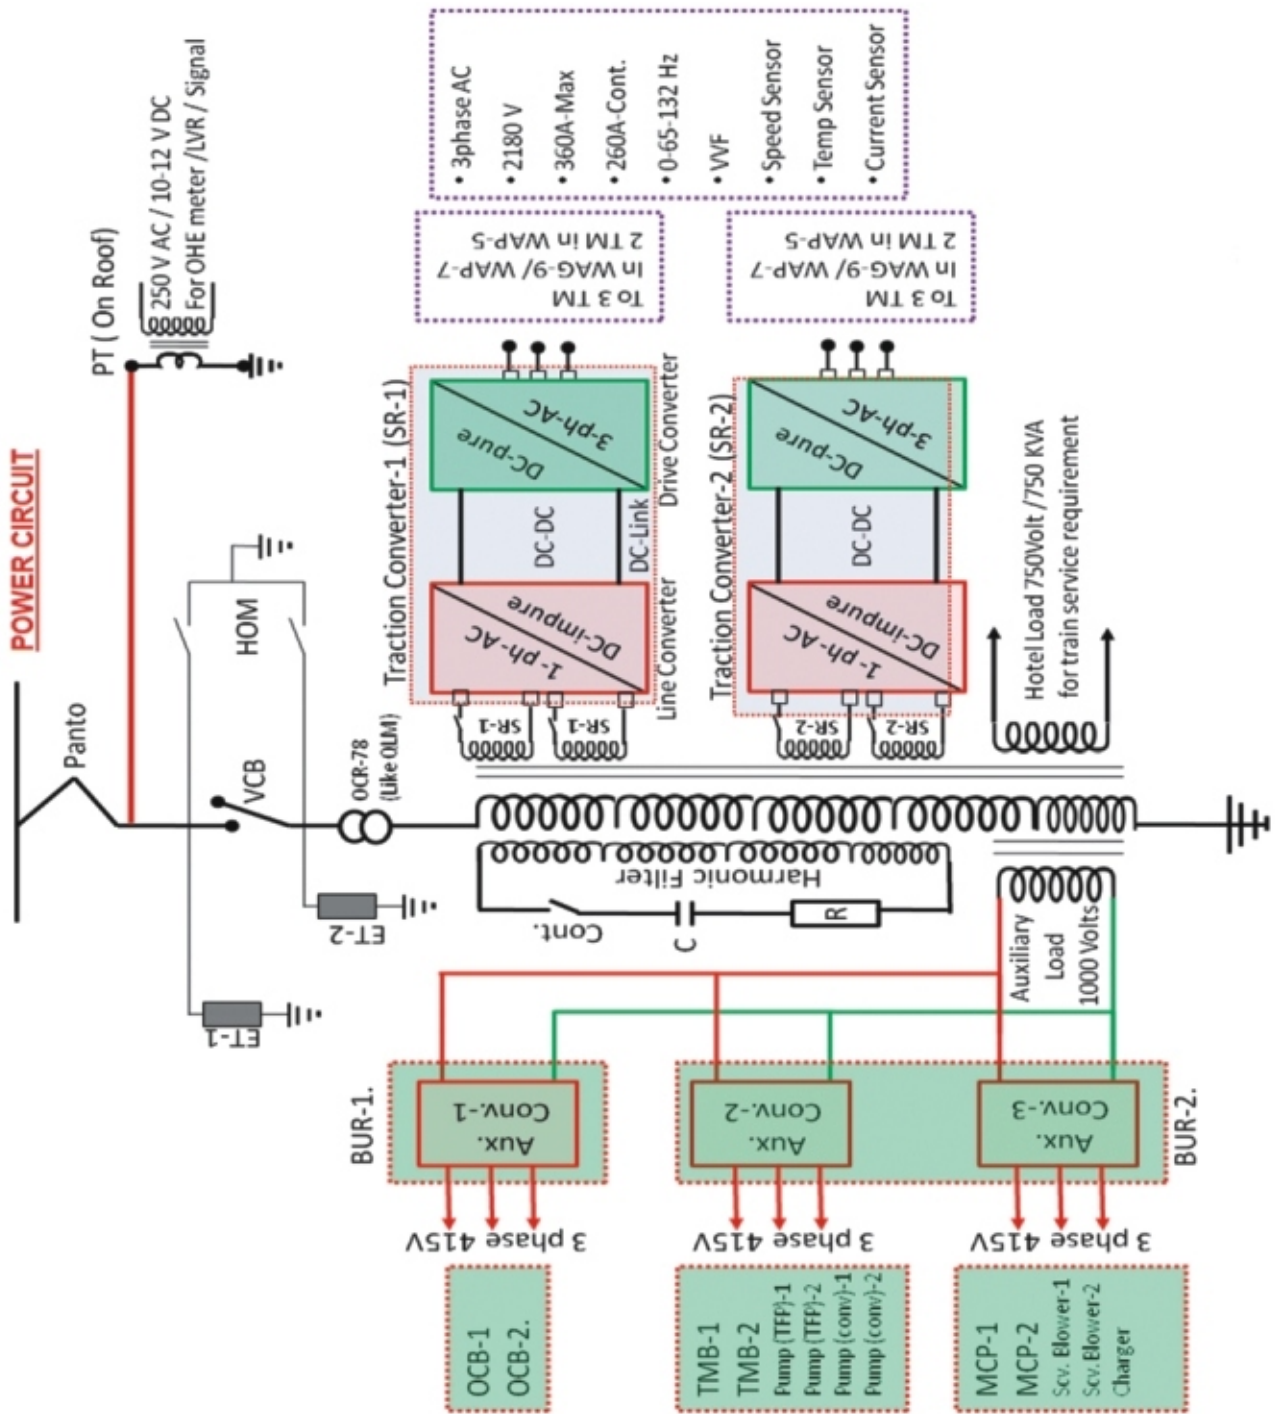 POWER CIRCUIT
Panto
PT ( On Roof)
250 V AC / 10-12 V DC
For OHE meter /LVR / Signal
HOM
VCB
OCR-78
(Like OLM)
ET-1
ET-2
Traction Converter-1 (SR-1)
SR-1
SR-1
1- ph-AC
DC-impure
DC-DC
DC-Link
DC-pure
3-ph-AC
Line Converter
Drive Converter
To 3 TM
In WAG-9/ WAP-7
2 TM in WAP-5
Traction Converter-2 (SR-2)
SR-2
SR-2
1- ph-AC
DC-impure
DC-DC
DC-pure
3-ph-AC
To 3 TM
In WAG-9/ WAP-7
2 TM in WAP-5
• 3phase AC
• 2180 V
• 360A-Max
• 260A-Cont.
• 0-65-132 Hz
• VVF
• Speed Sensor
• Temp Sensor
• Current Sensor
Hotel Load 750Volt /750 KVA
for train service requirement
Harmonic Filter
Cont.
C
R
Auxiliary
Load
1000 Volts
BUR-1.
Aux.
Conv.-1
3 phase 415V
OCB-1
OCB-2.
Aux.
Conv.-2
3 phase 415V
TMB-1
TMB-2
Pump (TFP)-1
Pump (TFP)-2
Pump (conv)-1
Pump (conv)-2
BUR-2.
Aux.
Conv.-3
3 phase 415V
MCP-1
MCP-2
Scv. Blower-1
Scv. Blower-2
Charger